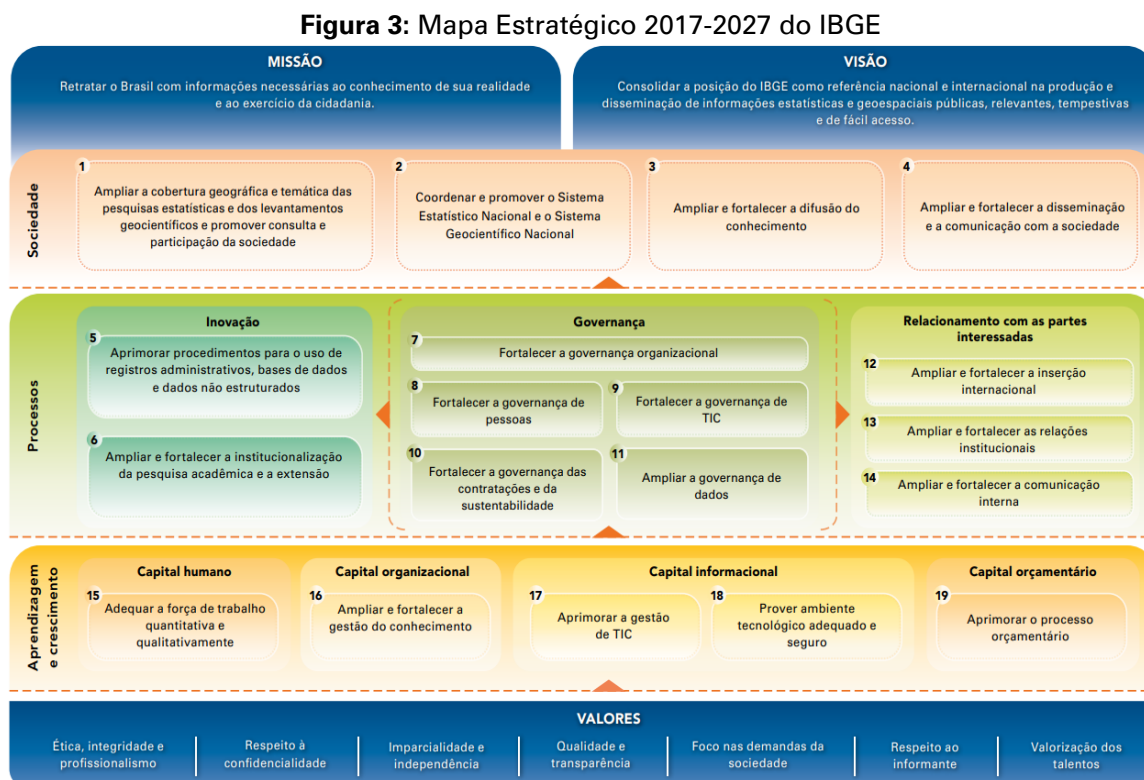 Figura 3: Mapa Estratégico 2017-2027 do IBGE
MISSÃO
Retratar o Brasil com informações necessárias ao conhecimento de sua realidade
e ao exercício da cidadania.
VISÃO
Consolidar a posição do IBGE como referência nacional e internacional na produção e
disseminação de informações estatísticas e geoespaciais públicas, relevantes, tempestivas
e de fácil acesso.
Sociedade
1
Ampliar a cobertura geográfica e temática das
pesquisas estatísticas e dos levantamentos
geocientíficos e promover consulta e
participação da sociedade
2
Coordenar e promover o Sistema
Estatístico Nacional e o Sistema
Geocientífico Nacional
3
Ampliar e fortalecer a difusão do
conhecimento
4
Ampliar e fortalecer a disseminação
e a comunicação com a sociedade
Processos
Inovação
5
Aprimorar procedimentos para o uso de
registros administrativos, bases de dados
e dados não estruturados
6
Ampliar e fortalecer a institucionalização
da pesquisa acadêmica e a extensão
Governança
7
Fortalecer a governança organizacional
8
Fortalecer a governança de
pessoas
9
Fortalecer a governança de
TIC
10
Fortalecer a governança das
contratações e da
sustentabilidade
11
Ampliar a governança de
dados
Relacionamento com as partes
interessadas
12
Ampliar e fortalecer a inserção
internacional
13
Ampliar e fortalecer as relações
institucionais
14
Ampliar e fortalecer a comunicação
interna
Aprendizagem
e crescimento
Capital humano
15
Adequar a força de trabalho
quantitativa e
qualitativamente
Capital organizacional
16
Ampliar e fortalecer a
gestão do conhecimento
Capital informacional
17
Aprimorar a gestão
de TIC
18
Prover ambiente
tecnológico adequado e
seguro
Capital orçamentário
19
Aprimorar o processo
orçamentário
VALORES
Ética, integridade e
profissionalismo
Respeito à
confidencialidade
Imparcialidade e
independência
Qualidade e
transparência
Foco nas demandas da
sociedade
Respeito ao
informante
Valorização dos
talentos